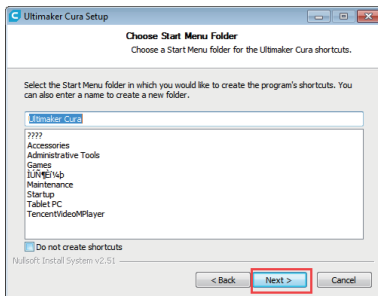 Ultimaker Cura Setup
Choose Start Menu Folder
Choose a Start Menu folder for the Ultimaker Cura shortcuts.
Select the Start Menu folder in which you would like to create the program's shortcuts. You
can also enter a name to create a new folder.
Ultimaker Cura
????
Accessories
Administrative Tools
Games
Maintenance
Startup
Tablet PC
TencentVideoMPlayer
Do not create shortcuts
Nullsoft Install System v2.51
< Back
Next >
Cancel